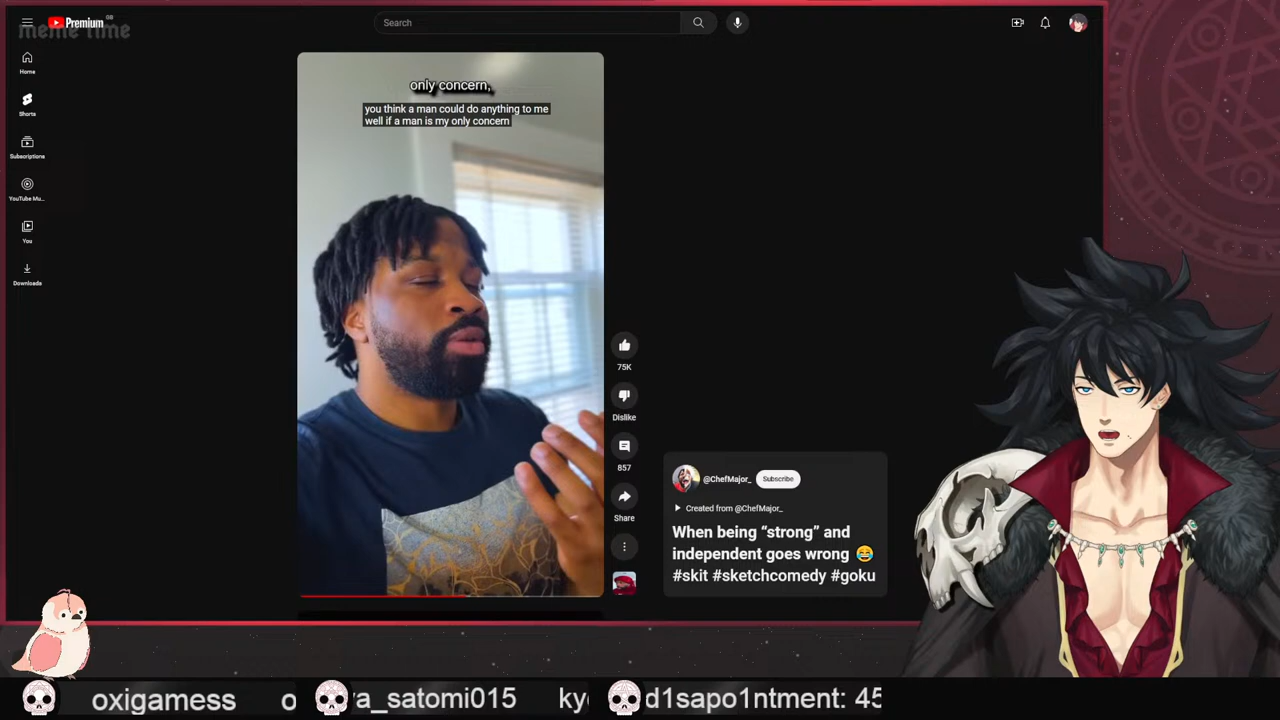 Premium GB
meme time
Search
Home
Shorts
Subscriptions
YouTube Mu...
You
Downloads
only concern,
you think a man could do anything to me
well if a man is my only concern
75K
Dislike
857
Share
@ChefMajor_
Subscribe
Created from @ChefMajor_
When being “strong” and
independent goes wrong 😂
#skit #sketchcomedy #goku
oxigamess
va_satomi015
d1sapo1ntment: 45